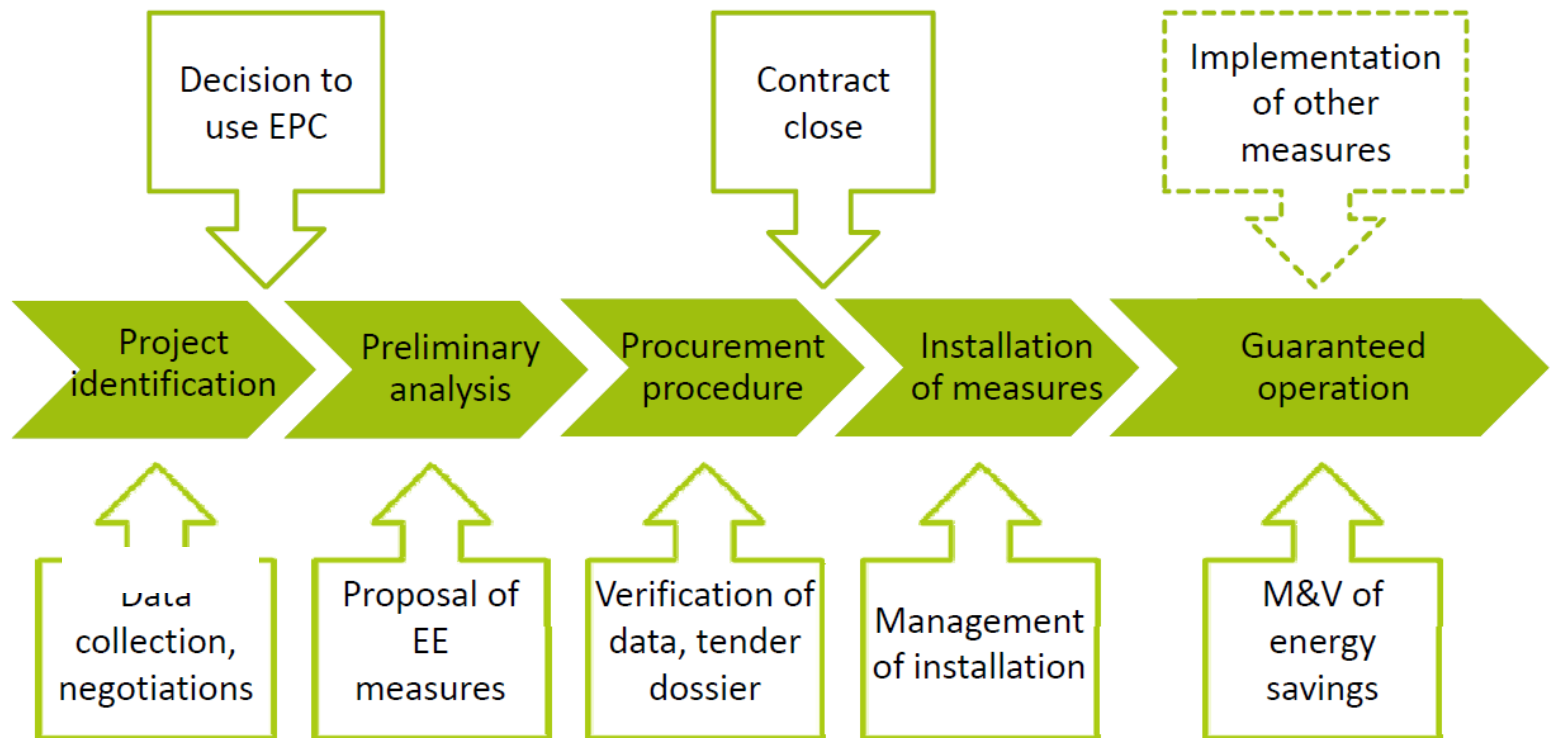 Decision to
use EPC
Contract
close
Implementation
of other
measures
Project
identification
Preliminary
analysis
Procurement
procedure
Installation
of measures
Guaranteed
operation
Data
collection,
negotiations
Proposal of
EE
measures
Verification of
data, tender
dossier
Management
of installation
M&V of
energy
savings